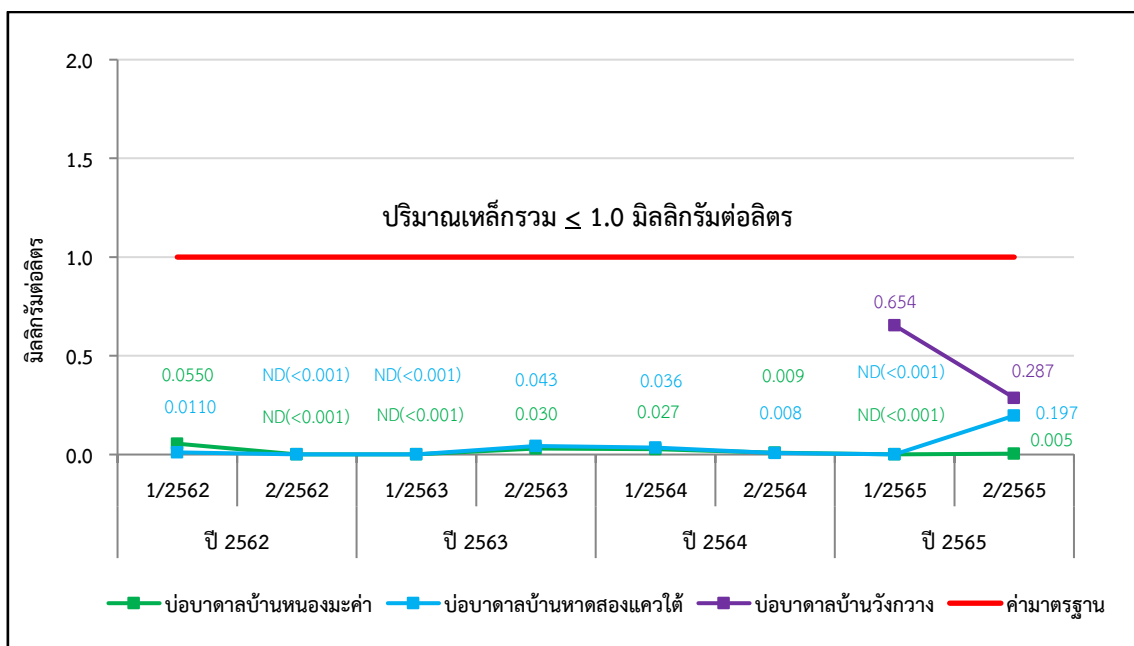 2.0
1.5
ปริมาณเหล็กรวม < 1.0 มิลลิกรัมต่อลิตร
1.0
มิลลิกรัมต่อลิตร
0.654
0.5
0.0550 ND(<0.001) ND(<0.001) 0.043 0.036 0.009 ND(<0.001) 0.287
0.0110 ND(<0.001) ND(<0.001) 0.030 0.027 0.008 ND(<0.001) 0.197
0.005
0.0
1/2562 2/2562 1/2563 2/2563 1/2564 2/2564 1/2565 2/2565
ปี 2562 ปี 2563 ปี 2564 ปี 2565
บ่อบาดาลบ้านหนองมะค่า บ่อบาดาลบ้านหาดสองแควใต้ บ่อบาดาลบ้านวังกวาง ค่ามาตรฐาน